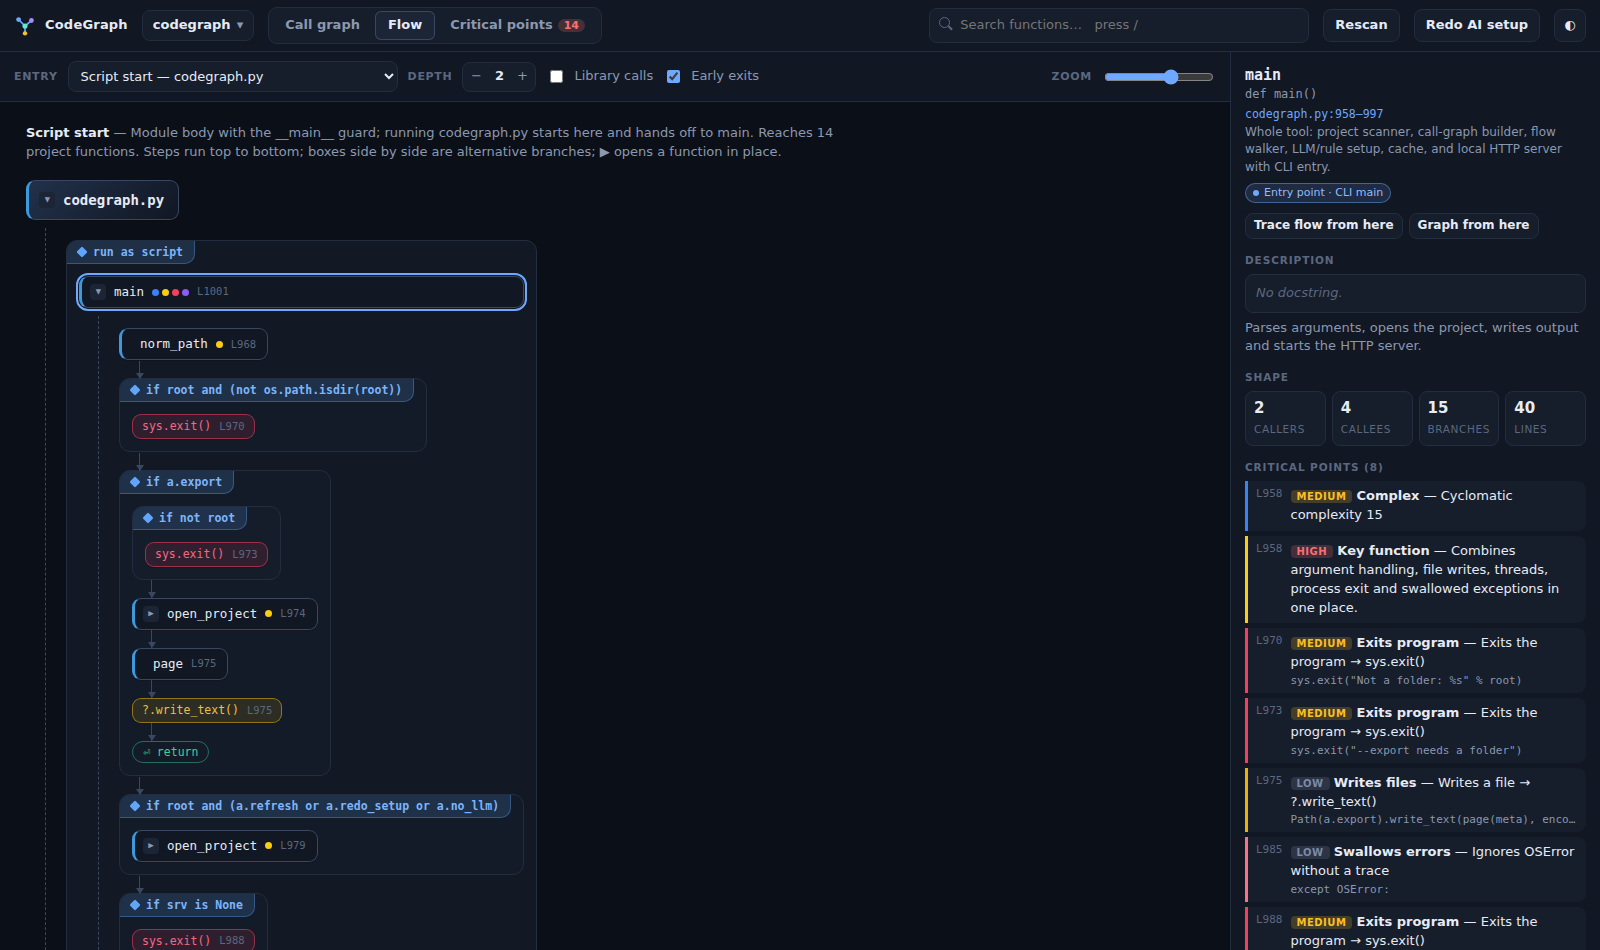 CodeGraph
codegraph ▾
Call graph
Flow
Critical points 14
Search functions… press /
Rescan
Redo AI setup
ENTRY
Script start — codegraph.py
DEPTH
− 2 +
Library calls
Early exits
ZOOM
Script start — Module body with the __main__ guard; running codegraph.py starts here and hands off to main. Reaches 14
project functions. Steps run top to bottom; boxes side by side are alternative branches; ▶ opens a function in place.
▼ codegraph.py
run as script
▼ main L1001
norm_path L968
if root and (not os.path.isdir(root))
sys.exit() L970
if a.export
if not root
sys.exit() L973
▶ open_project L974
page L975
?.write_text() L975
⏎ return
if root and (a.refresh or a.redo_setup or a.no_llm)
▶ open_project L979
if srv is None
sys.exit() L988
main
def main()
codegraph.py:958–997
Whole tool: project scanner, call-graph builder, flow
walker, LLM/rule setup, cache, and local HTTP server
with CLI entry.
Entry point · CLI main
Trace flow from here
Graph from here
DESCRIPTION
No docstring.
Parses arguments, opens the project, writes output
and starts the HTTP server.
SHAPE
2
CALLERS
4
CALLEES
15
BRANCHES
40
LINES
CRITICAL POINTS (8)
L958 MEDIUM Complex — Cyclomatic
complexity 15
L958 HIGH Key function — Combines
argument handling, file writes, threads,
process exit and swallowed exceptions in
one place.
L970 MEDIUM Exits program — Exits the
program → sys.exit()
sys.exit("Not a folder: %s" % root)
L973 MEDIUM Exits program — Exits the
program → sys.exit()
sys.exit("--export needs a folder")
L975 LOW Writes files — Writes a file →
?.write_text()
Path(a.export).write_text(page(meta), enco…
L985 LOW Swallows errors — Ignores OSError
without a trace
except OSError:
L988 MEDIUM Exits program — Exits the
program → sys.exit()